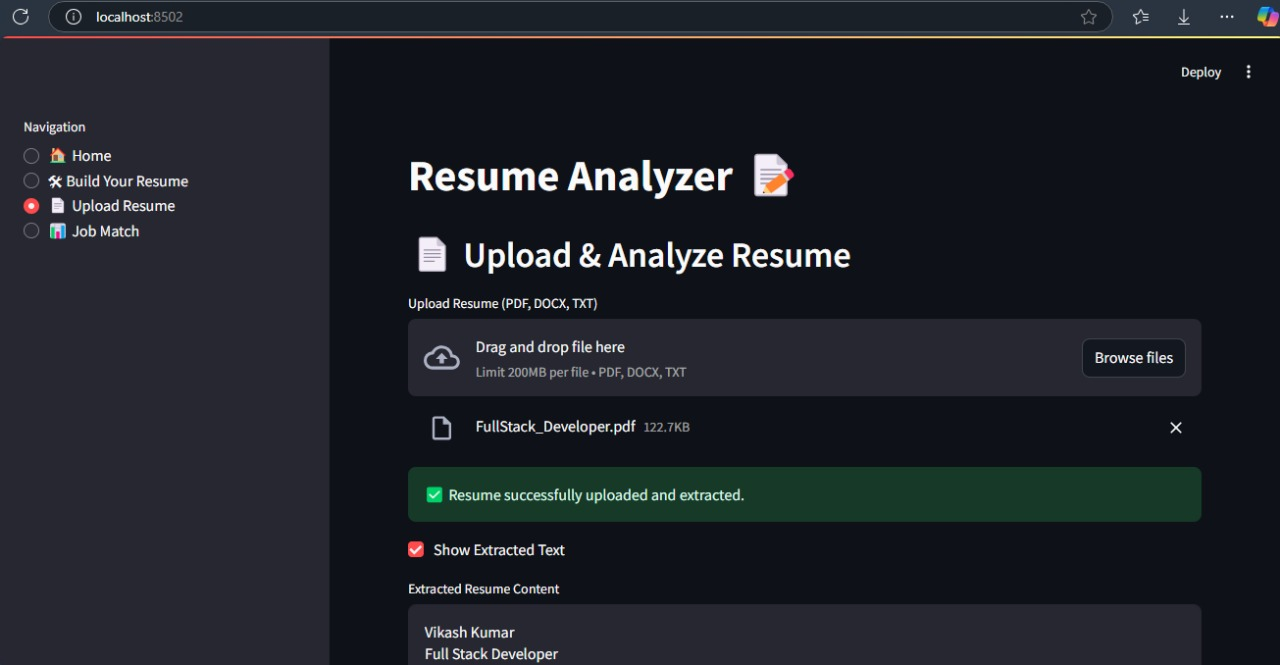 localhost:8502
Deploy
Navigation
🏠 Home
🛠 Build Your Resume
📄 Upload Resume
📊 Job Match
Resume Analyzer 📝
📄 Upload & Analyze Resume
Upload Resume (PDF, DOCX, TXT)
Drag and drop file here
Limit 200MB per file • PDF, DOCX, TXT
Browse files
FullStack_Developer.pdf 122.7KB
✅ Resume successfully uploaded and extracted.
Show Extracted Text
Extracted Resume Content
Vikash Kumar
Full Stack Developer